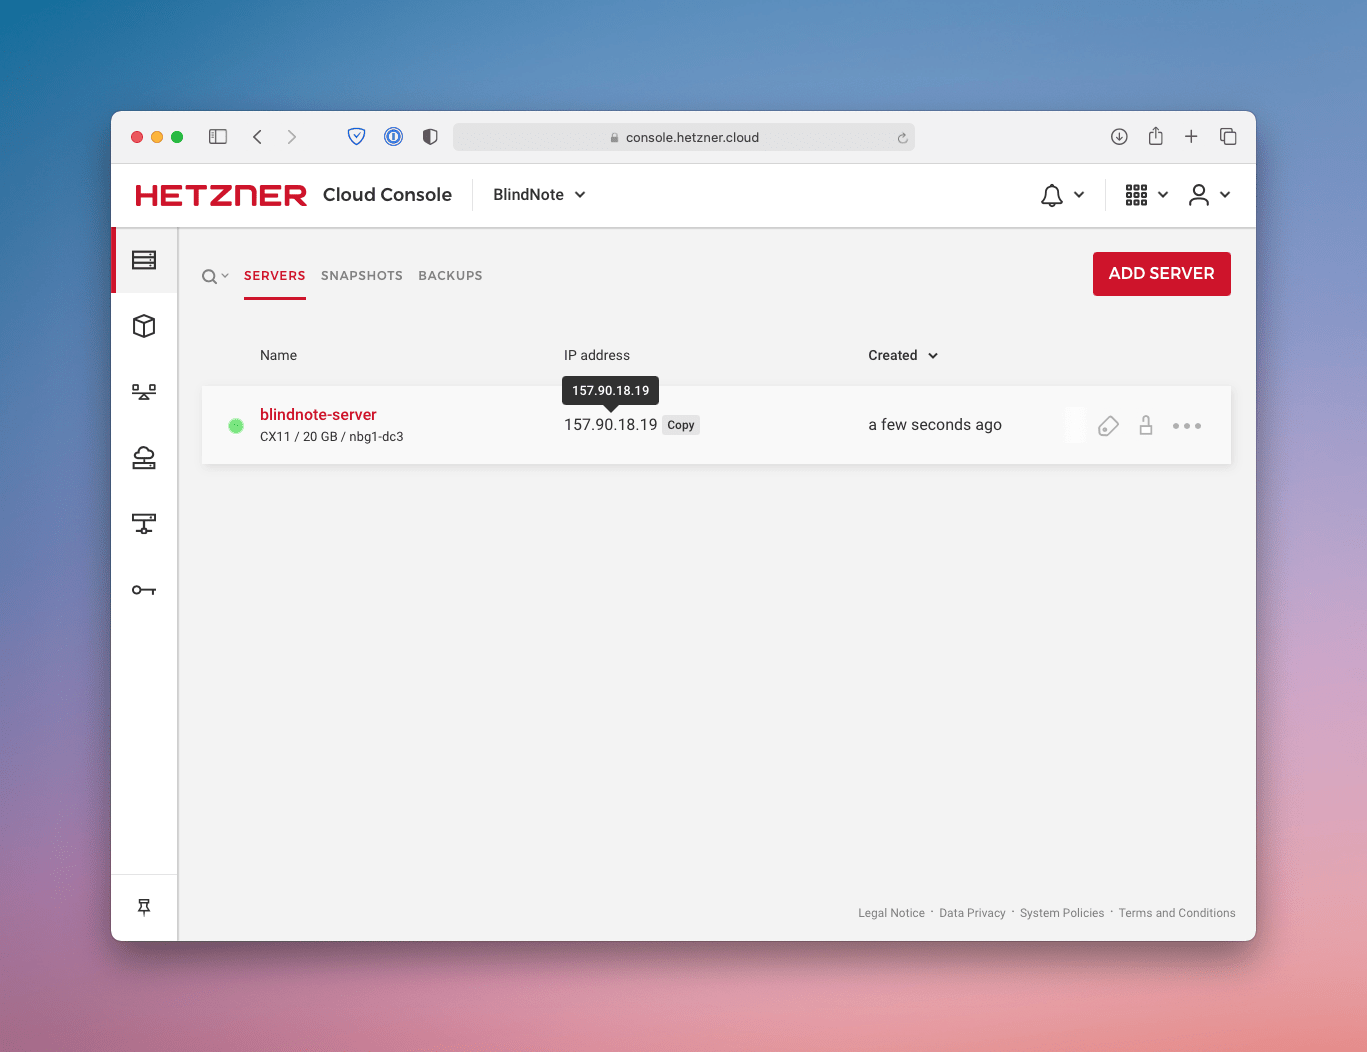 console.hetzner.cloud
HETZNER Cloud Console BlindNote
SERVERS SNAPSHOTS BACKUPS
ADD SERVER
Name IP address Created
157.90.18.19
blindnote-server
157.90.18.19 Copy
a few seconds ago
CX11 / 20 GB / nbg1-dc3
Legal Notice · Data Privacy · System Policies · Terms and Conditions